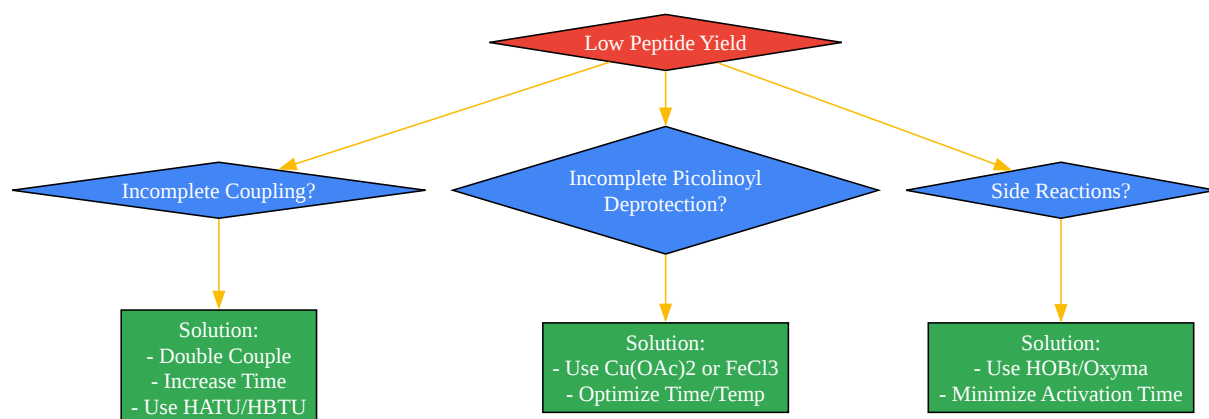 Low Peptide Yield
Incomplete Coupling?
Incomplete Picolinoyl
Deprotection?
Side Reactions?
Solution:
- Double Couple
- Increase Time
- Use HATU/HBTU
Solution:
- Use Cu(OAc)2 or FeCl3
- Optimize Time/Temp
Solution:
- Use HOBt/Oxyma
- Minimize Activation Time